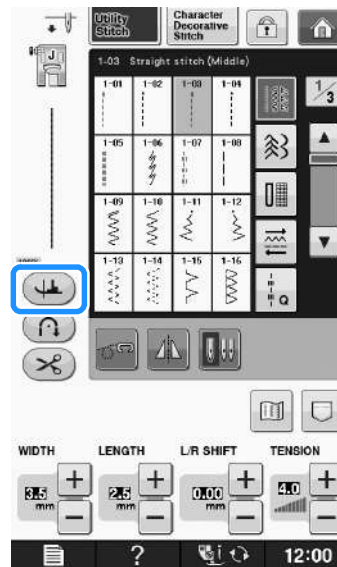 Utility
Stitch
Character
Decorative
Stitch
J
1-03 Straight stitch (Middle)
1-01 1-02 1-03 1-04
1/3
1-05 1-06 1-07 1-08
1-09 1-10 1-11 1-12
1-13 1-14 1-15 1-16
Q
WIDTH LENGTH L/R SHIFT TENSION
3.5 mm + − 2.5 mm + − 0.00 mm + − 4.0 + −
? 12:00